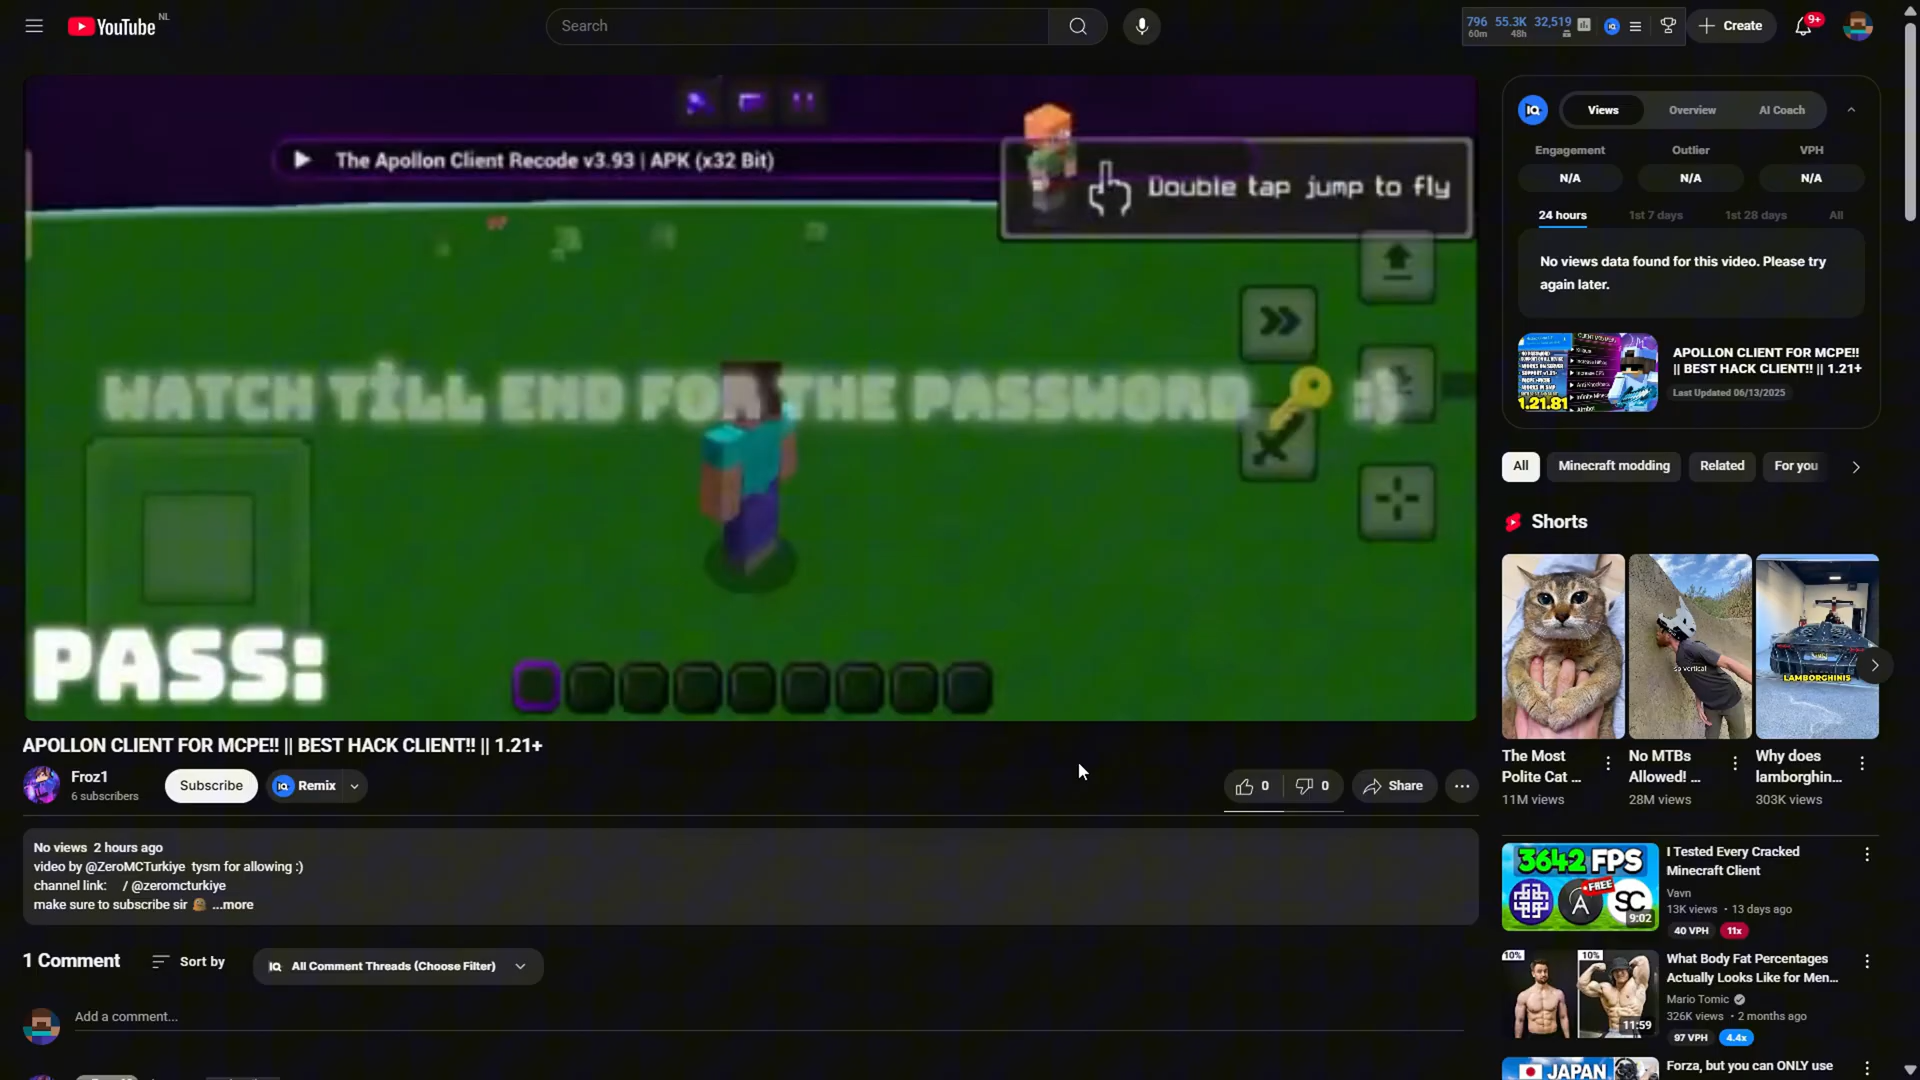 YouTube NL
Search
796 55.3K 32,519
60m 48h
Create
9+
The Apollon Client Recode v3.93 | APK (x32 Bit)
Double tap jump to fly
WATCH TİLL END FOR THE PASSWORD 🔑 :)
PASS:
APOLLON CLIENT FOR MCPE!! || BEST HACK CLIENT!! || 1.21+
Froz1
6 subscribers
Subscribe
IQ Remix
0
0
Share
No views 2 hours ago
video by @ZeroMCTurkiye tysm for allowing :)
channel link: / @zeromcturkiye
make sure to subscribe sir ...more
1 Comment
Sort by
IQ All Comment Threads (Choose Filter)
Add a comment...
IQ
Views
Overview
AI Coach
Engagement
Outlier
VPH
N/A
N/A
N/A
24 hours
1st 7 days
1st 28 days
All
No views data found for this video. Please try
again later.
1.21.81
APOLLON CLIENT FOR MCPE!!
|| BEST HACK CLIENT!! || 1.21+
Last Updated 06/13/2025
All
Minecraft modding
Related
For you
Shorts
so vertical
LAMBORGHINIS
The Most
Polite Cat ...
11M views
No MTBs
Allowed! ...
28M views
Why does
lamborghin...
303K views
3642 FPS
FREE
SC
9:02
I Tested Every Cracked
Minecraft Client
Vavn
13K views • 13 days ago
40 VPH
11x
10%
10%
11:59
What Body Fat Percentages
Actually Looks Like for Men...
Mario Tomic
326K views • 2 months ago
97 VPH
4.4x
JAPAN
Forza, but you can ONLY use